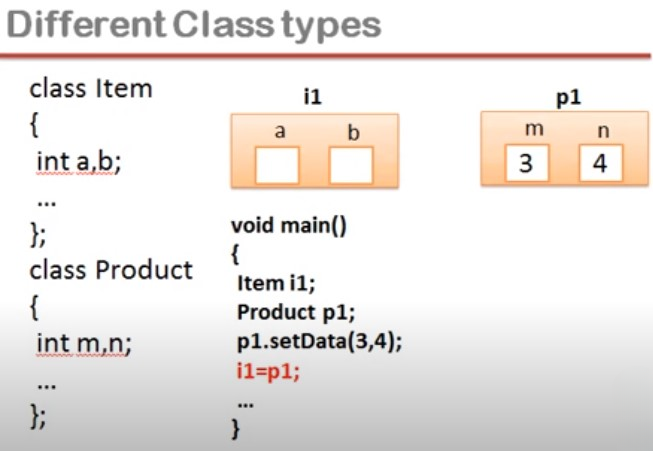 Different Class types
class Item
{
int a,b;
...
};
class Product
{
int m,n;
...
};
i1
a b
p1
m n
3 4
void main()
{
Item i1;
Product p1;
p1.setData(3,4);
i1=p1;
...
}